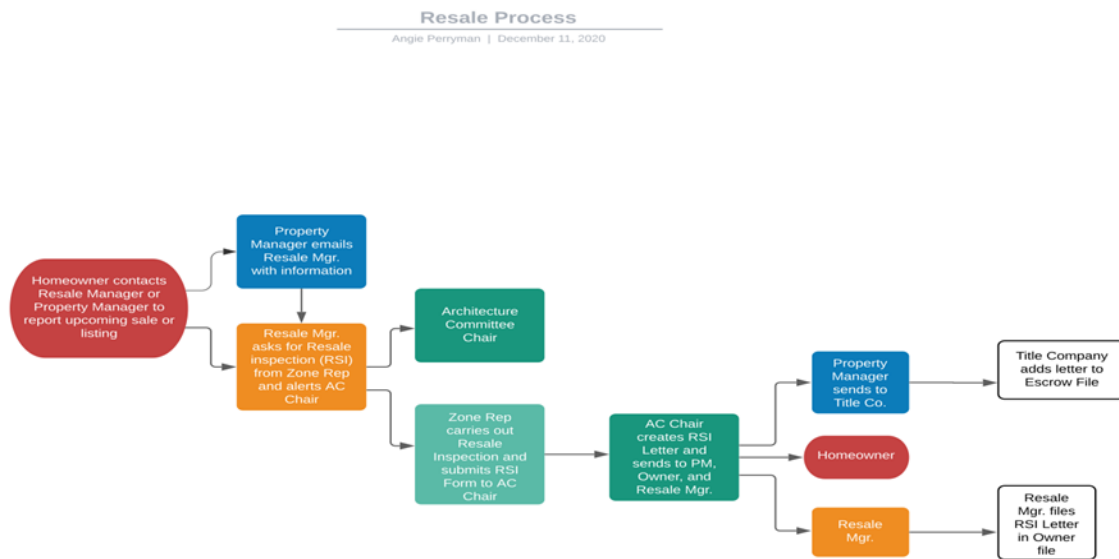 Resale Process
Angie Perryman | December 11, 2020
Property
Manager emails
Resale Mgr.
with information
Homeowner contacts
Resale Manager or
Property Manager to
report upcoming sale or
listing
Resale Mgr.
asks for Resale
inspection (RSI)
from Zone Rep
and alerts AC
Chair
Architecture
Committee
Chair
Zone Rep
carries out
Resale
Inspection and
submits RSI
Form to AC
Chair
AC Chair
creates RSI
Letter and
sends to PM,
Owner, and
Resale Mgr.
Property
Manager
sends to
Title Co.
Title Company
adds letter to
Escrow File
Homeowner
Resale
Mgr.
Resale
Mgr. files
RSI Letter
in Owner
file